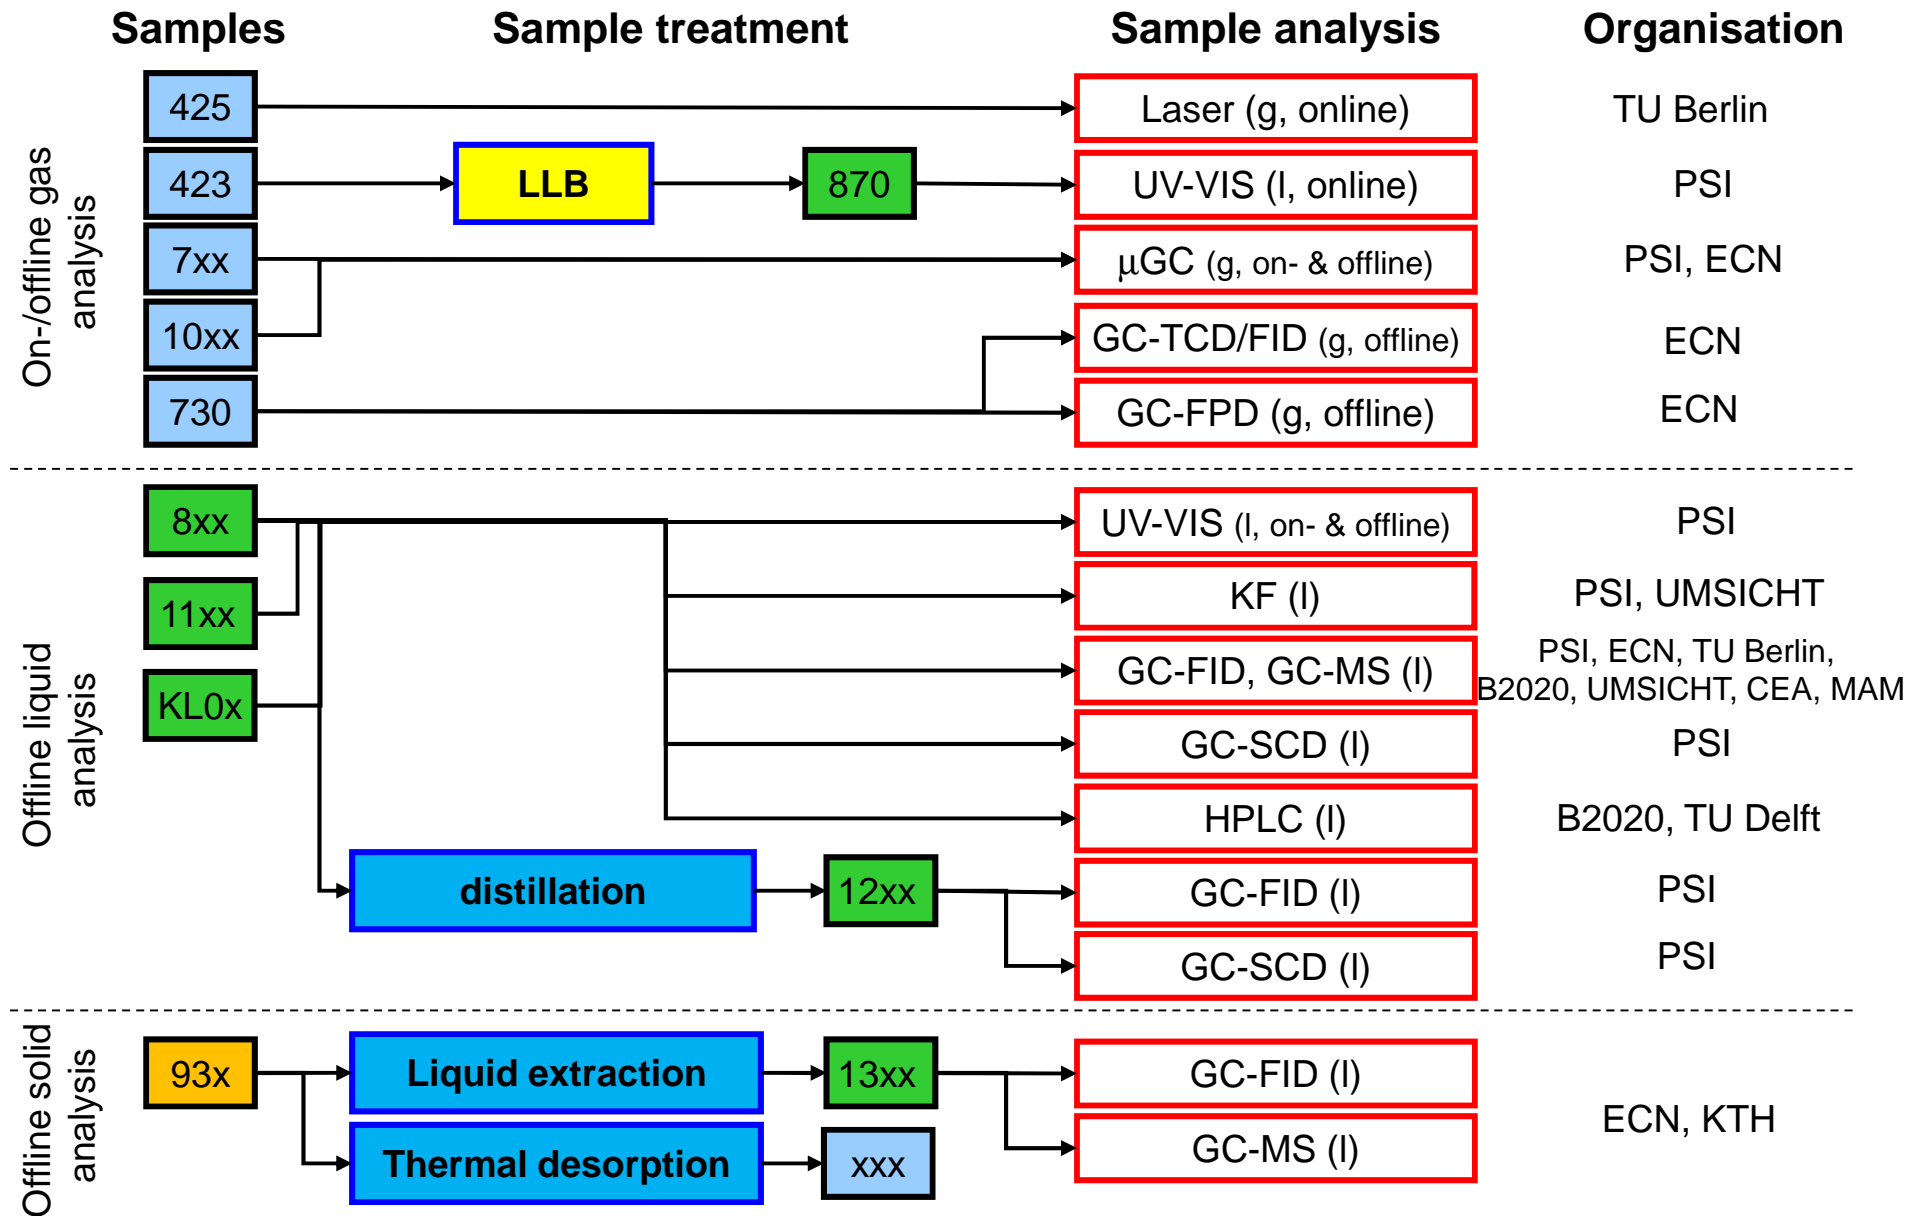 Samples Sample treatment Sample analysis Organisation
On-/offline gas
analysis
425 Laser (g, online) TU Berlin
423 LLB 870 UV-VIS (l, online) PSI
7xx µGC (g, on- & offline) PSI, ECN
10xx GC-TCD/FID (g, offline) ECN
730 GC-FPD (g, offline) ECN
Offline liquid
analysis
8xx UV-VIS (l, on- & offline) PSI
11xx KF (l) PSI, UMSICHT
KL0x GC-FID, GC-MS (l) PSI, ECN, TU Berlin,
B2020, UMSICHT, CEA, MAM
GC-SCD (l) PSI
HPLC (l) B2020, TU Delft
distillation 12xx GC-FID (l) PSI
GC-SCD (l) PSI
Offline solid
analysis
93x Liquid extraction 13xx GC-FID (l)
ECN, KTH
Thermal desorption xxx GC-MS (l)